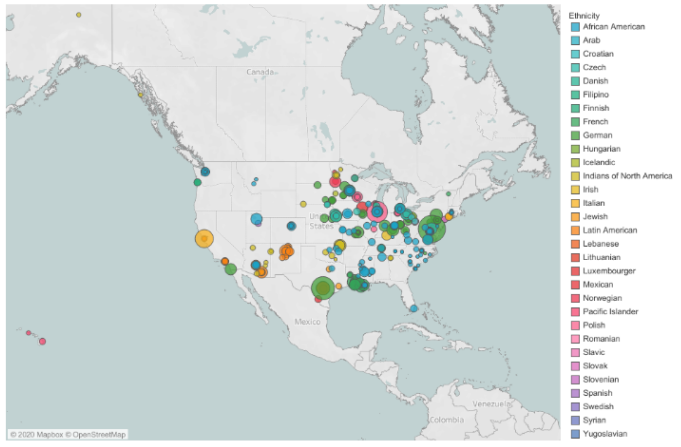 Ethnicity
African American
Arab
Croatian
Czech
Danish
Filipino
Finnish
French
German
Hungarian
Icelandic
Indians of North America
Irish
Italian
Jewish
Latin American
Lebanese
Lithuanian
Luxembourger
Mexican
Norwegian
Pacific Islander
Polish
Romanian
Slavic
Slovak
Slovenian
Spanish
Swedish
Syrian
Yugoslavian
Canada
United
States
Mexico
Venezuela
Colombia
© 2020 Mapbox © OpenStreetMap